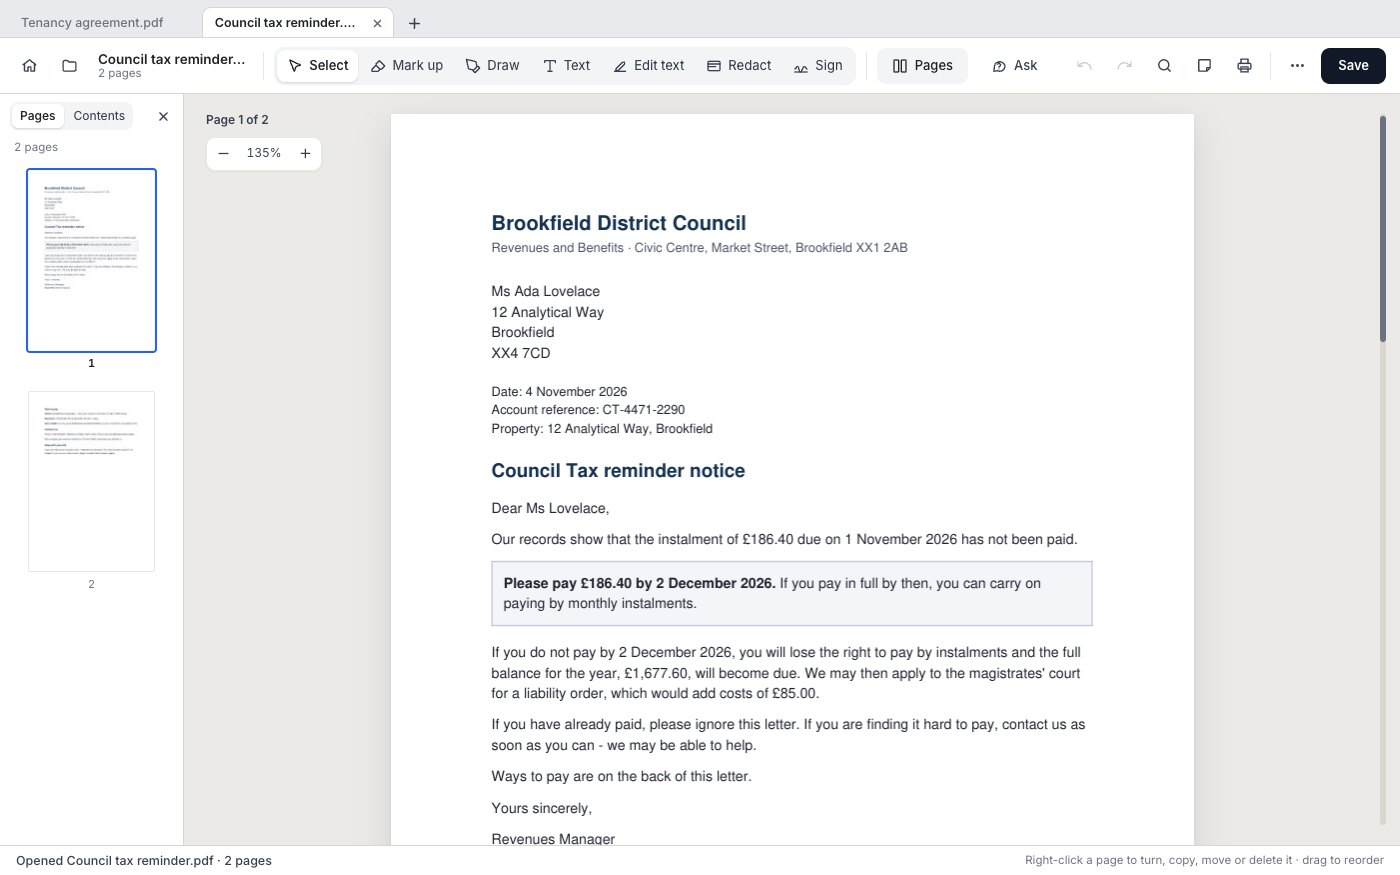 Tenancy agreement.pdf
Council tax reminder....
Council tax reminder...
2 pages
Select
Mark up
Draw
Text
Edit text
Redact
Sign
Pages
Ask
Save
Pages
Contents
2 pages
1
2
Page 1 of 2
135%
Brookfield District Council
Revenues and Benefits · Civic Centre, Market Street, Brookfield XX1 2AB
Ms Ada Lovelace
12 Analytical Way
Brookfield
XX4 7CD
Date: 4 November 2026
Account reference: CT-4471-2290
Property: 12 Analytical Way, Brookfield
Council Tax reminder notice
Dear Ms Lovelace,
Our records show that the instalment of £186.40 due on 1 November 2026 has not been paid.
Please pay £186.40 by 2 December 2026. If you pay in full by then, you can carry on
paying by monthly instalments.
If you do not pay by 2 December 2026, you will lose the right to pay by instalments and the full
balance for the year, £1,677.60, will become due. We may then apply to the magistrates' court
for a liability order, which would add costs of £85.00.
If you have already paid, please ignore this letter. If you are finding it hard to pay, contact us as
soon as you can - we may be able to help.
Ways to pay are on the back of this letter.
Yours sincerely,
Revenues Manager
Opened Council tax reminder.pdf · 2 pages
Right-click a page to turn, copy, move or delete it · drag to reorder